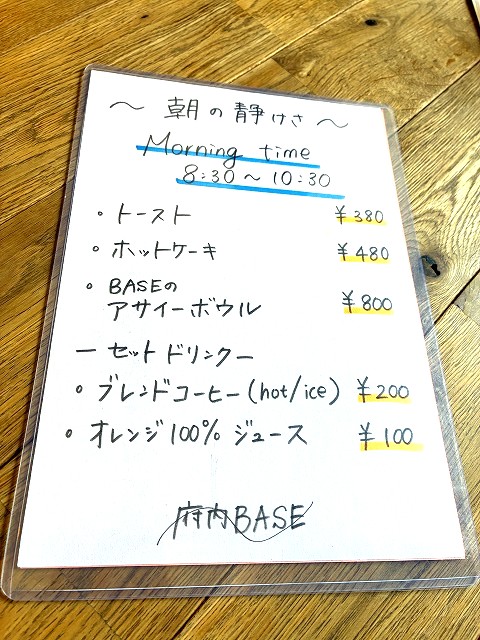 ～ 朝の静けさ ～
Morning time
8:30～10:30
・トースト ¥380
・ホットケーキ ¥480
・BASEの
アサイーボウル ¥800
ーセットドリンクー
・ブレンドコーヒー(hot/ice) ¥200
・オレンジ100% ジュース ¥100
府内BASE